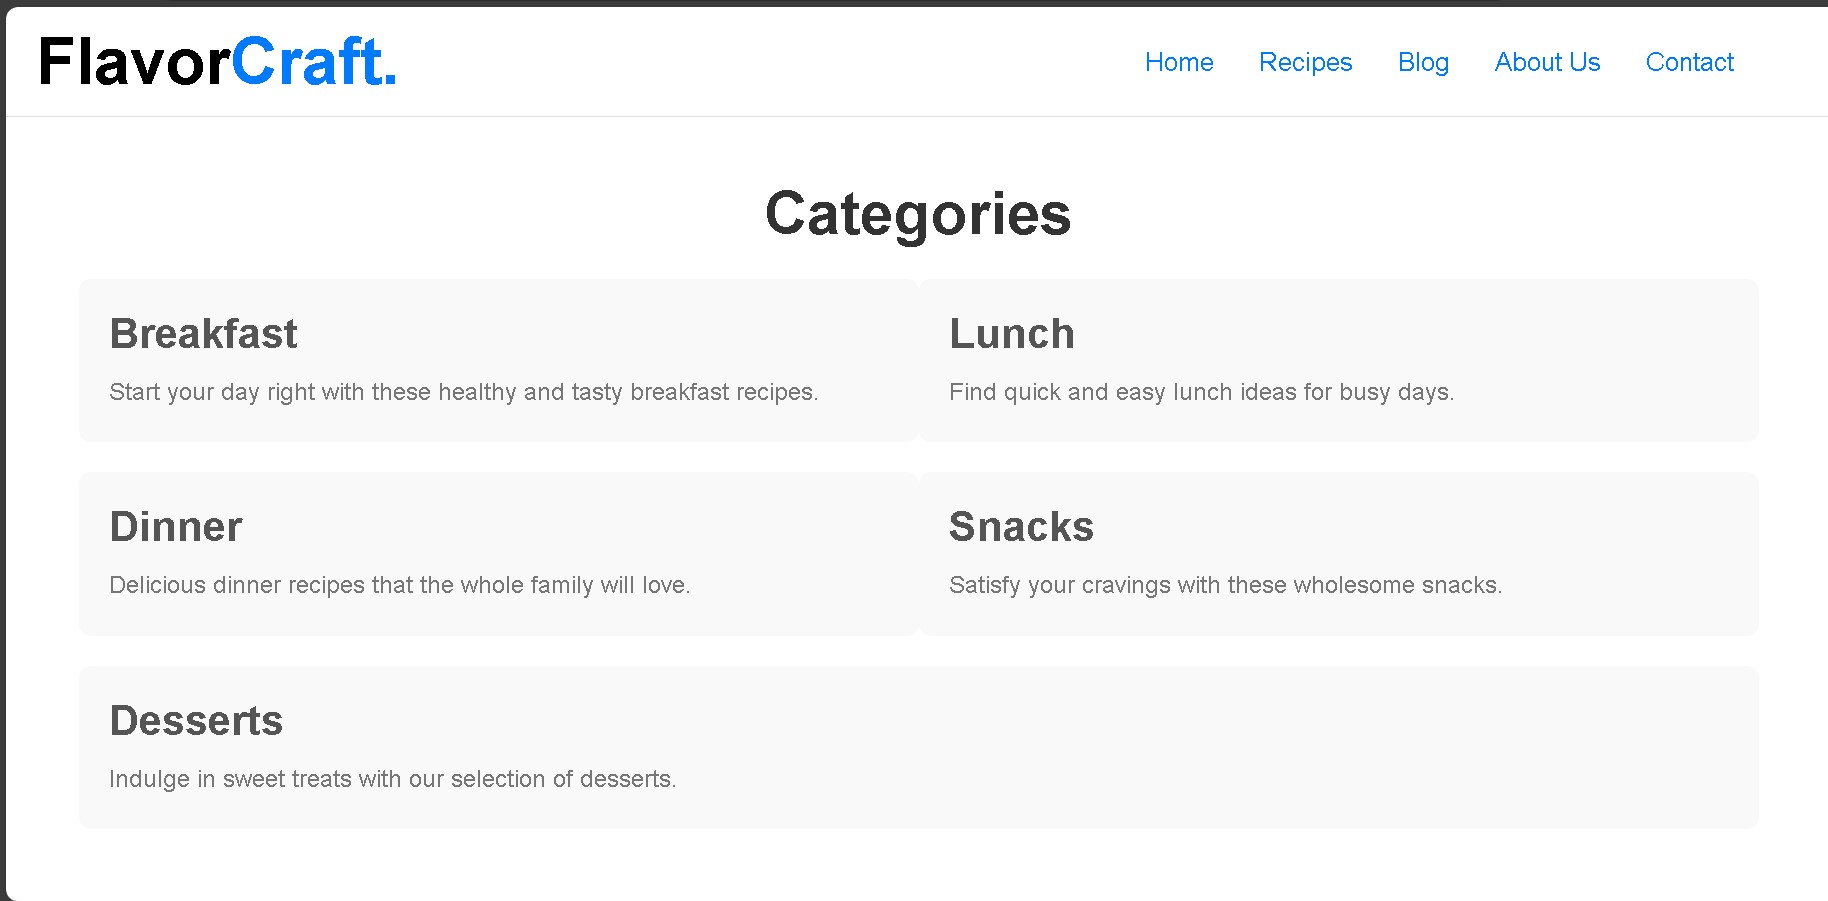 FlavorCraft.
Home Recipes Blog About Us Contact
Categories
Breakfast
Start your day right with these healthy and tasty breakfast recipes.
Lunch
Find quick and easy lunch ideas for busy days.
Dinner
Delicious dinner recipes that the whole family will love.
Snacks
Satisfy your cravings with these wholesome snacks.
Desserts
Indulge in sweet treats with our selection of desserts.